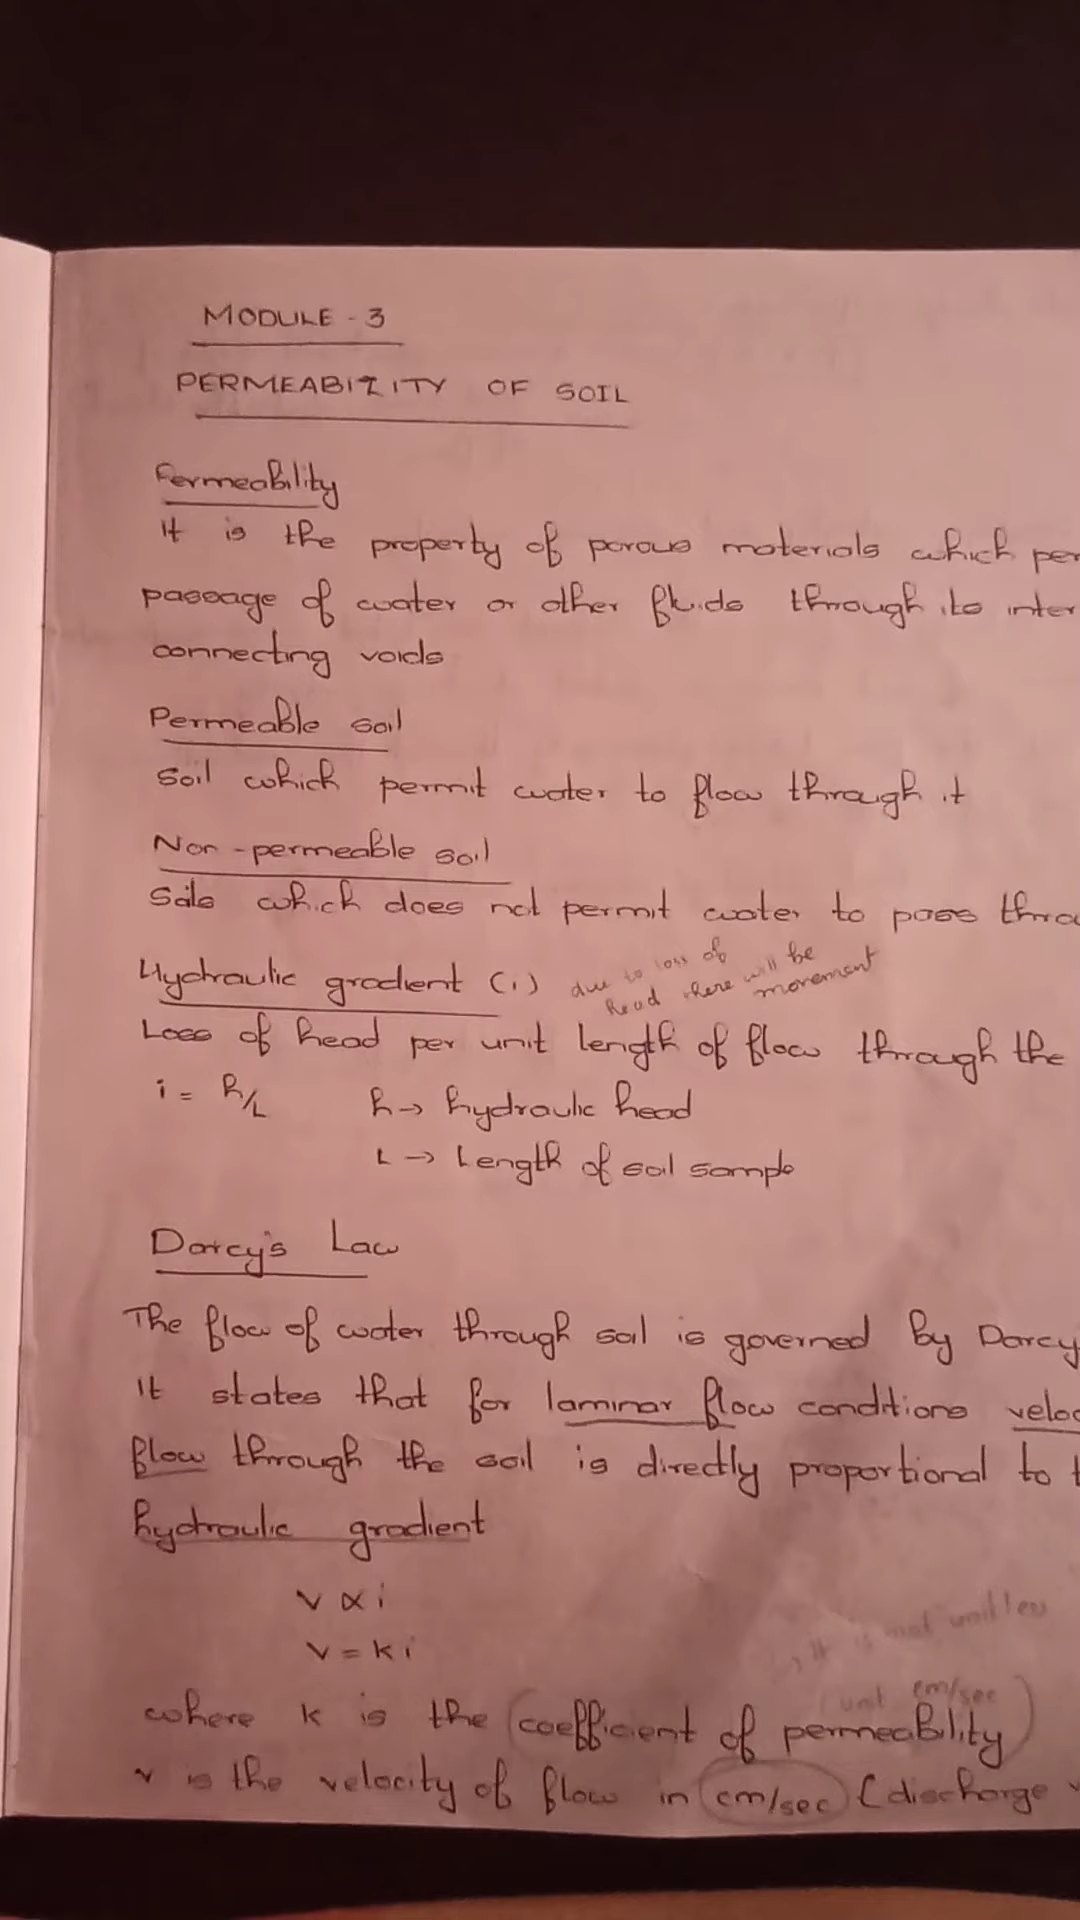 MODULE - 3
PERMEABILITY OF SOIL
Permeability
It is the property of porous materials which per
passage of water or other fluids through its inter
connecting voids
Permeable soil
Soil which permit water to flow through it
Non-permeable soil
Soils which does not permit water to pass throu
Hydraulic gradient (i) due to loss of
head there will be
movement
Loss of head per unit length of flow through the
i = h/L h → hydraulic head
L → Length of soil sample
Darcy's Law
The flow of water through soil is governed by Darcy
It states that for laminar flow conditions veloc
flow through the soil is directly proportional to t
hydraulic gradient
v ∝ i
v = k i
→ It is not unitless
(unit cm/sec
where k is the (coefficient of permeability)
v is the velocity of flow in cm/sec (discharge v